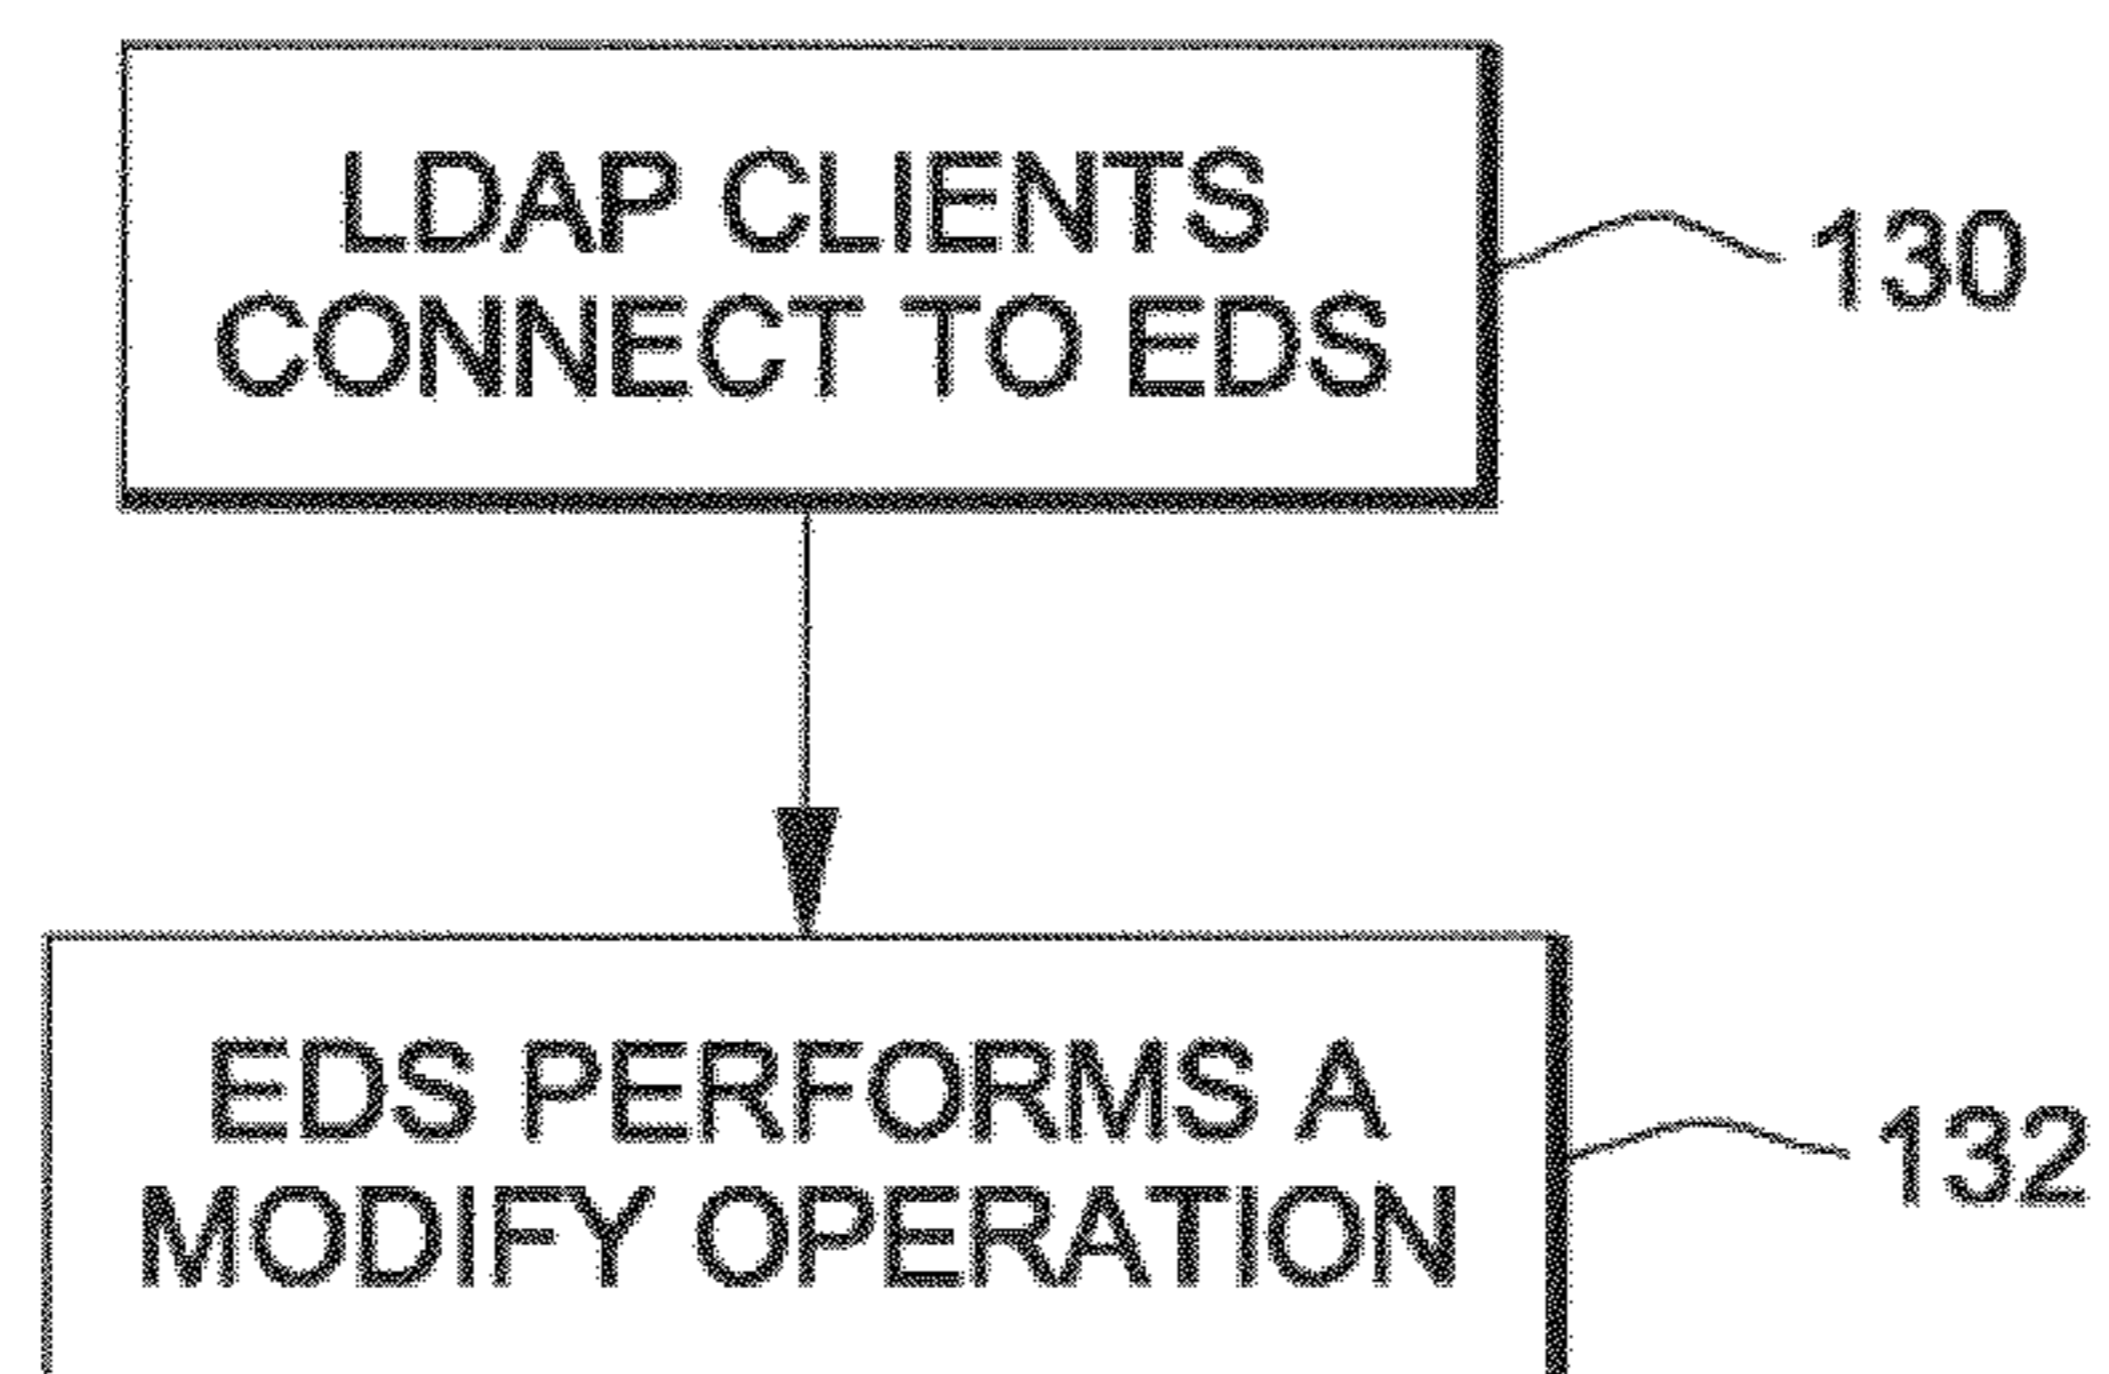 LDAP CLIENTS
CONNECT TO EDS
130
EDS PERFORMS A
MODIFY OPERATION
132